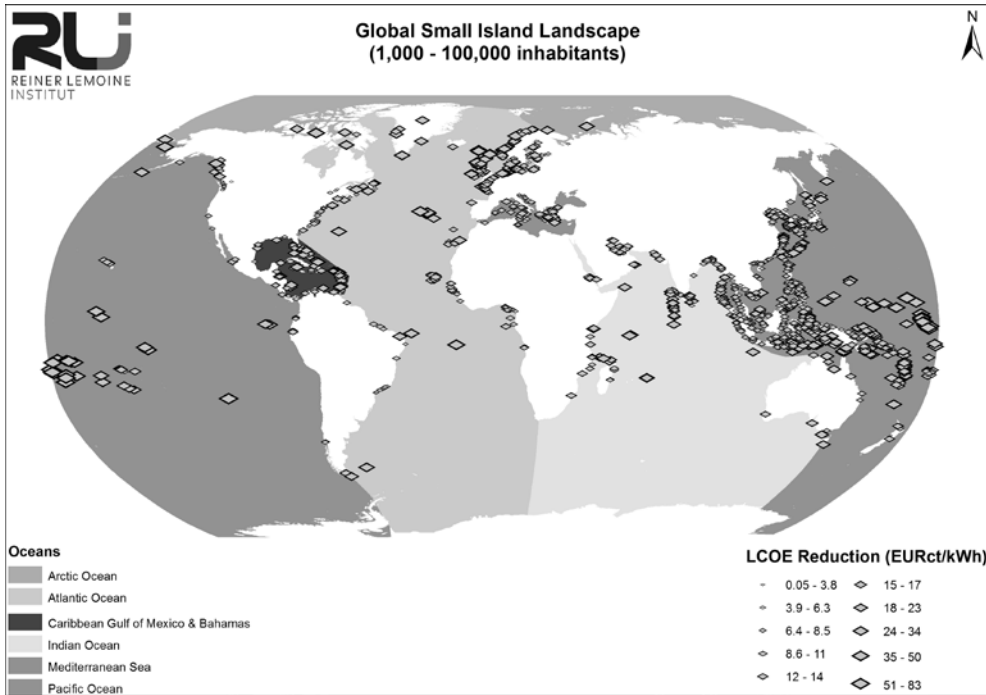 RLI
REINER LEMOINE
INSTITUT
Global Small Island Landscape
(1,000 - 100,000 inhabitants)
N
Oceans
Arctic Ocean
Atlantic Ocean
Caribbean Gulf of Mexico & Bahamas
Indian Ocean
Mediterranean Sea
Pacific Ocean
LCOE Reduction (EURct/kWh)
0.05 - 3.8
3.9 - 6.3
6.4 - 8.5
8.6 - 11
12 - 14
15 - 17
18 - 23
24 - 34
35 - 50
51 - 83